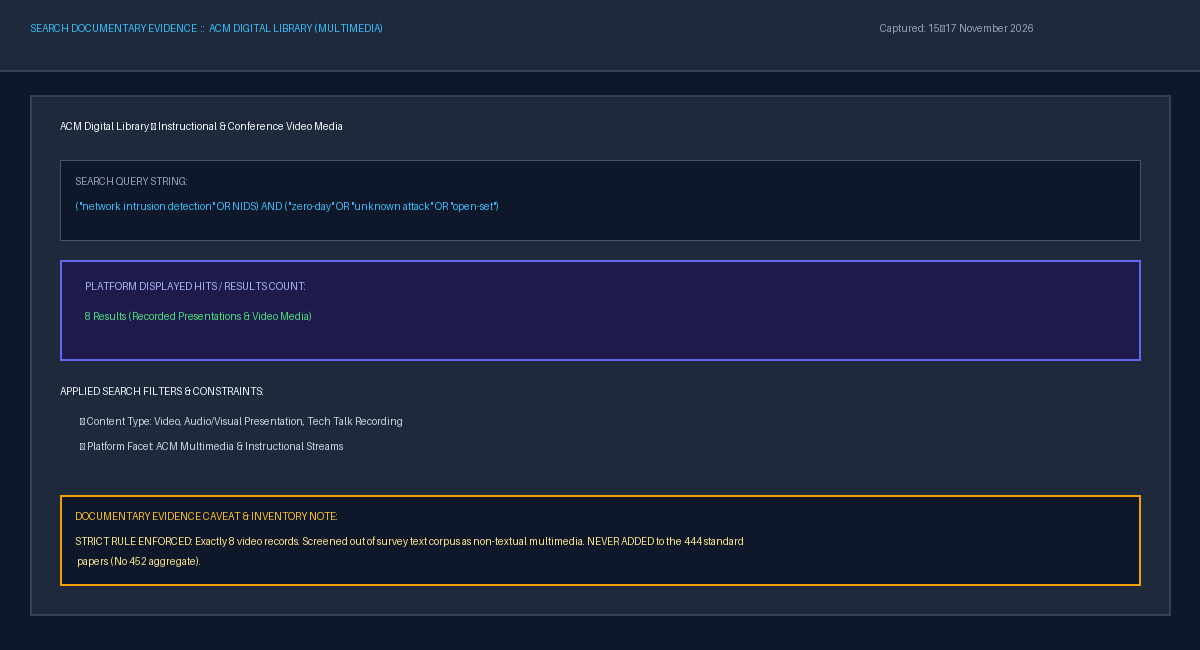 SEARCH DOCUMENTARY EVIDENCE :: ACM DIGITAL LIBRARY (MULTIMEDIA)
Captured: 15▯17 November 2026
ACM Digital Library ▯ Instructional & Conference Video Media
SEARCH QUERY STRING:
("network intrusion detection" OR NIDS) AND ("zero-day" OR "unknown attack" OR "open-set")
PLATFORM DISPLAYED HITS / RESULTS COUNT:
8 Results (Recorded Presentations & Video Media)
APPLIED SEARCH FILTERS & CONSTRAINTS:
▯ Content Type: Video, Audio/Visual Presentation, Tech Talk Recording
▯ Platform Facet: ACM Multimedia & Instructional Streams
DOCUMENTARY EVIDENCE CAVEAT & INVENTORY NOTE:
STRICT RULE ENFORCED: Exactly 8 video records. Screened out of survey text corpus as non-textual multimedia. NEVER ADDED to the 444 standard
papers (No 452 aggregate).